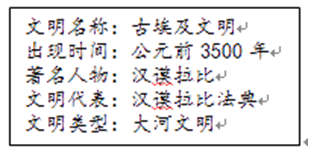 文明名称：古埃及文明
出现时间：公元前 3500 年
著名人物：汉谟拉比
文明代表：汉谟拉比法典
文明类型：大河文明